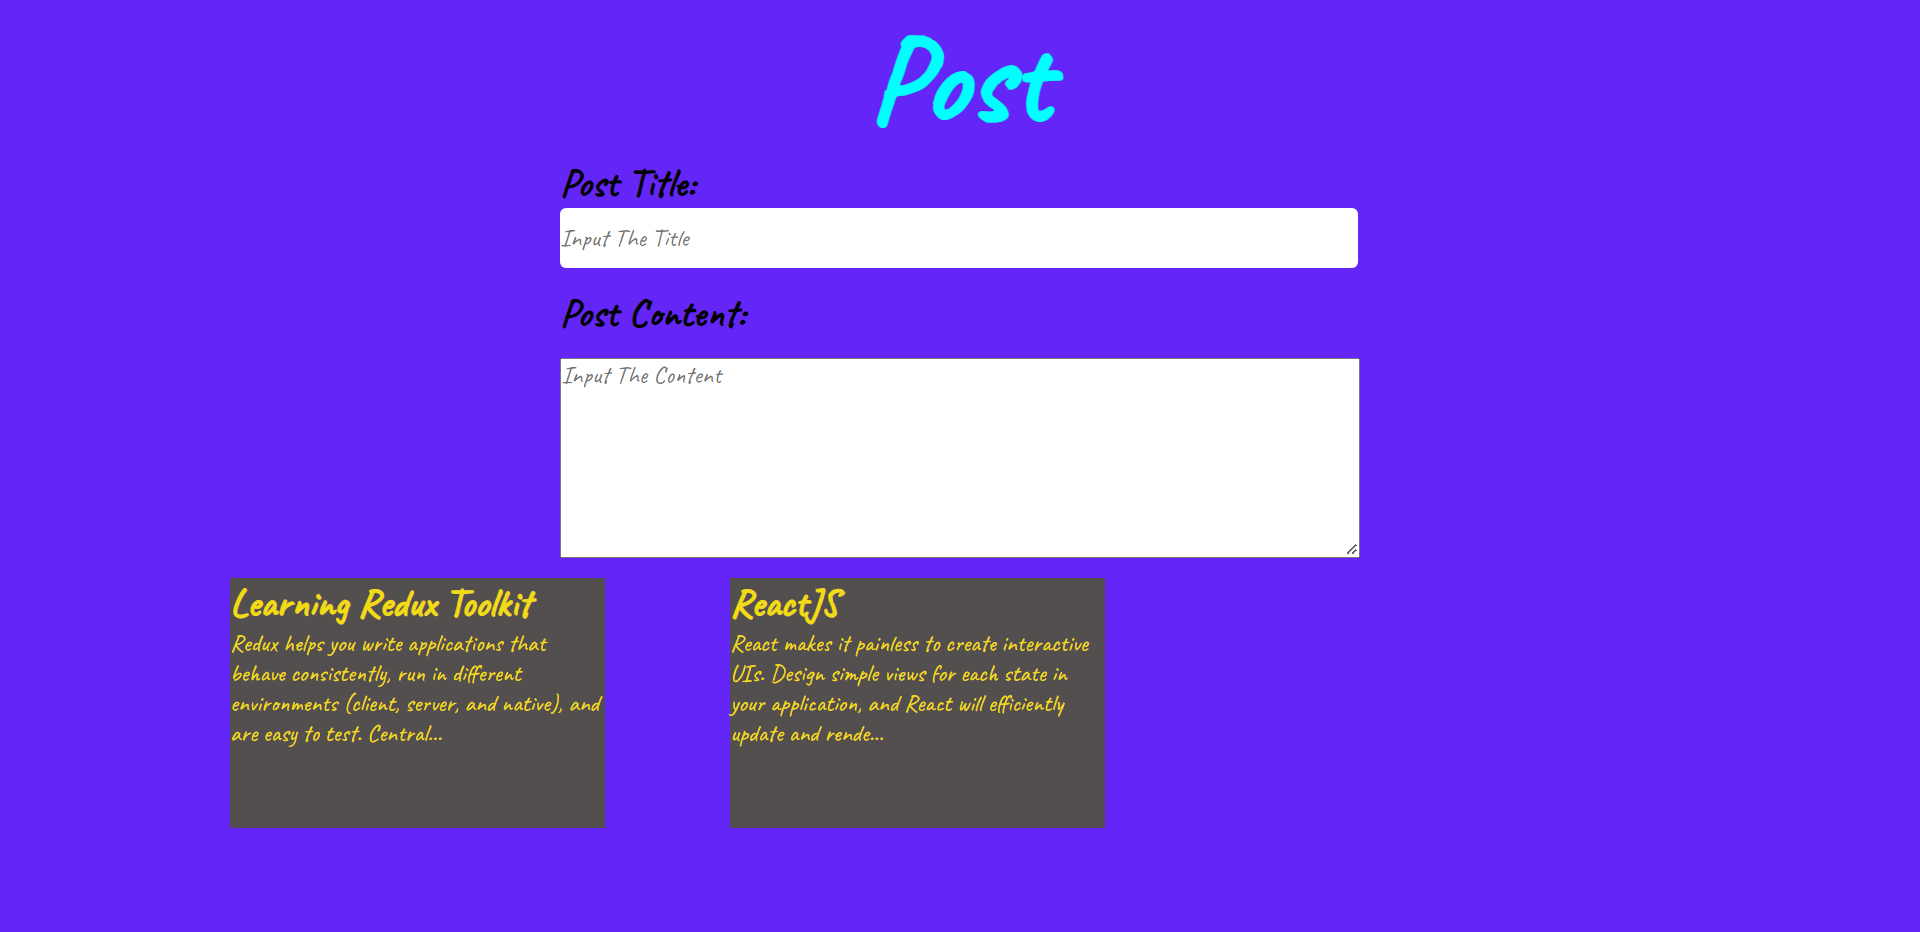 Post
Post Title:
Input The Title
Post Content:
Input The Content
Learning Redux Toolkit
Redux helps you write applications that
behave consistently, run in different
environments (client, server, and native), and
are easy to test. Central...
ReactJS
React makes it painless to create interactive
UIs. Design simple views for each state in
your application, and React will efficiently
update and rende...